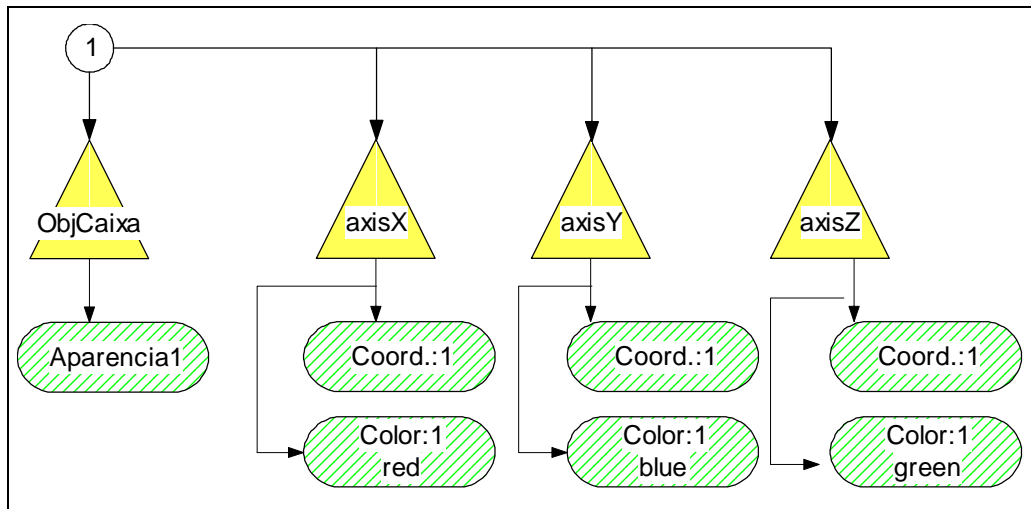 1
ObjCaixa
axisX
axisY
axisZ
Aparencia1
Coord.:1
Coord.:1
Coord.:1
Color:1
red
Color:1
blue
Color:1
green